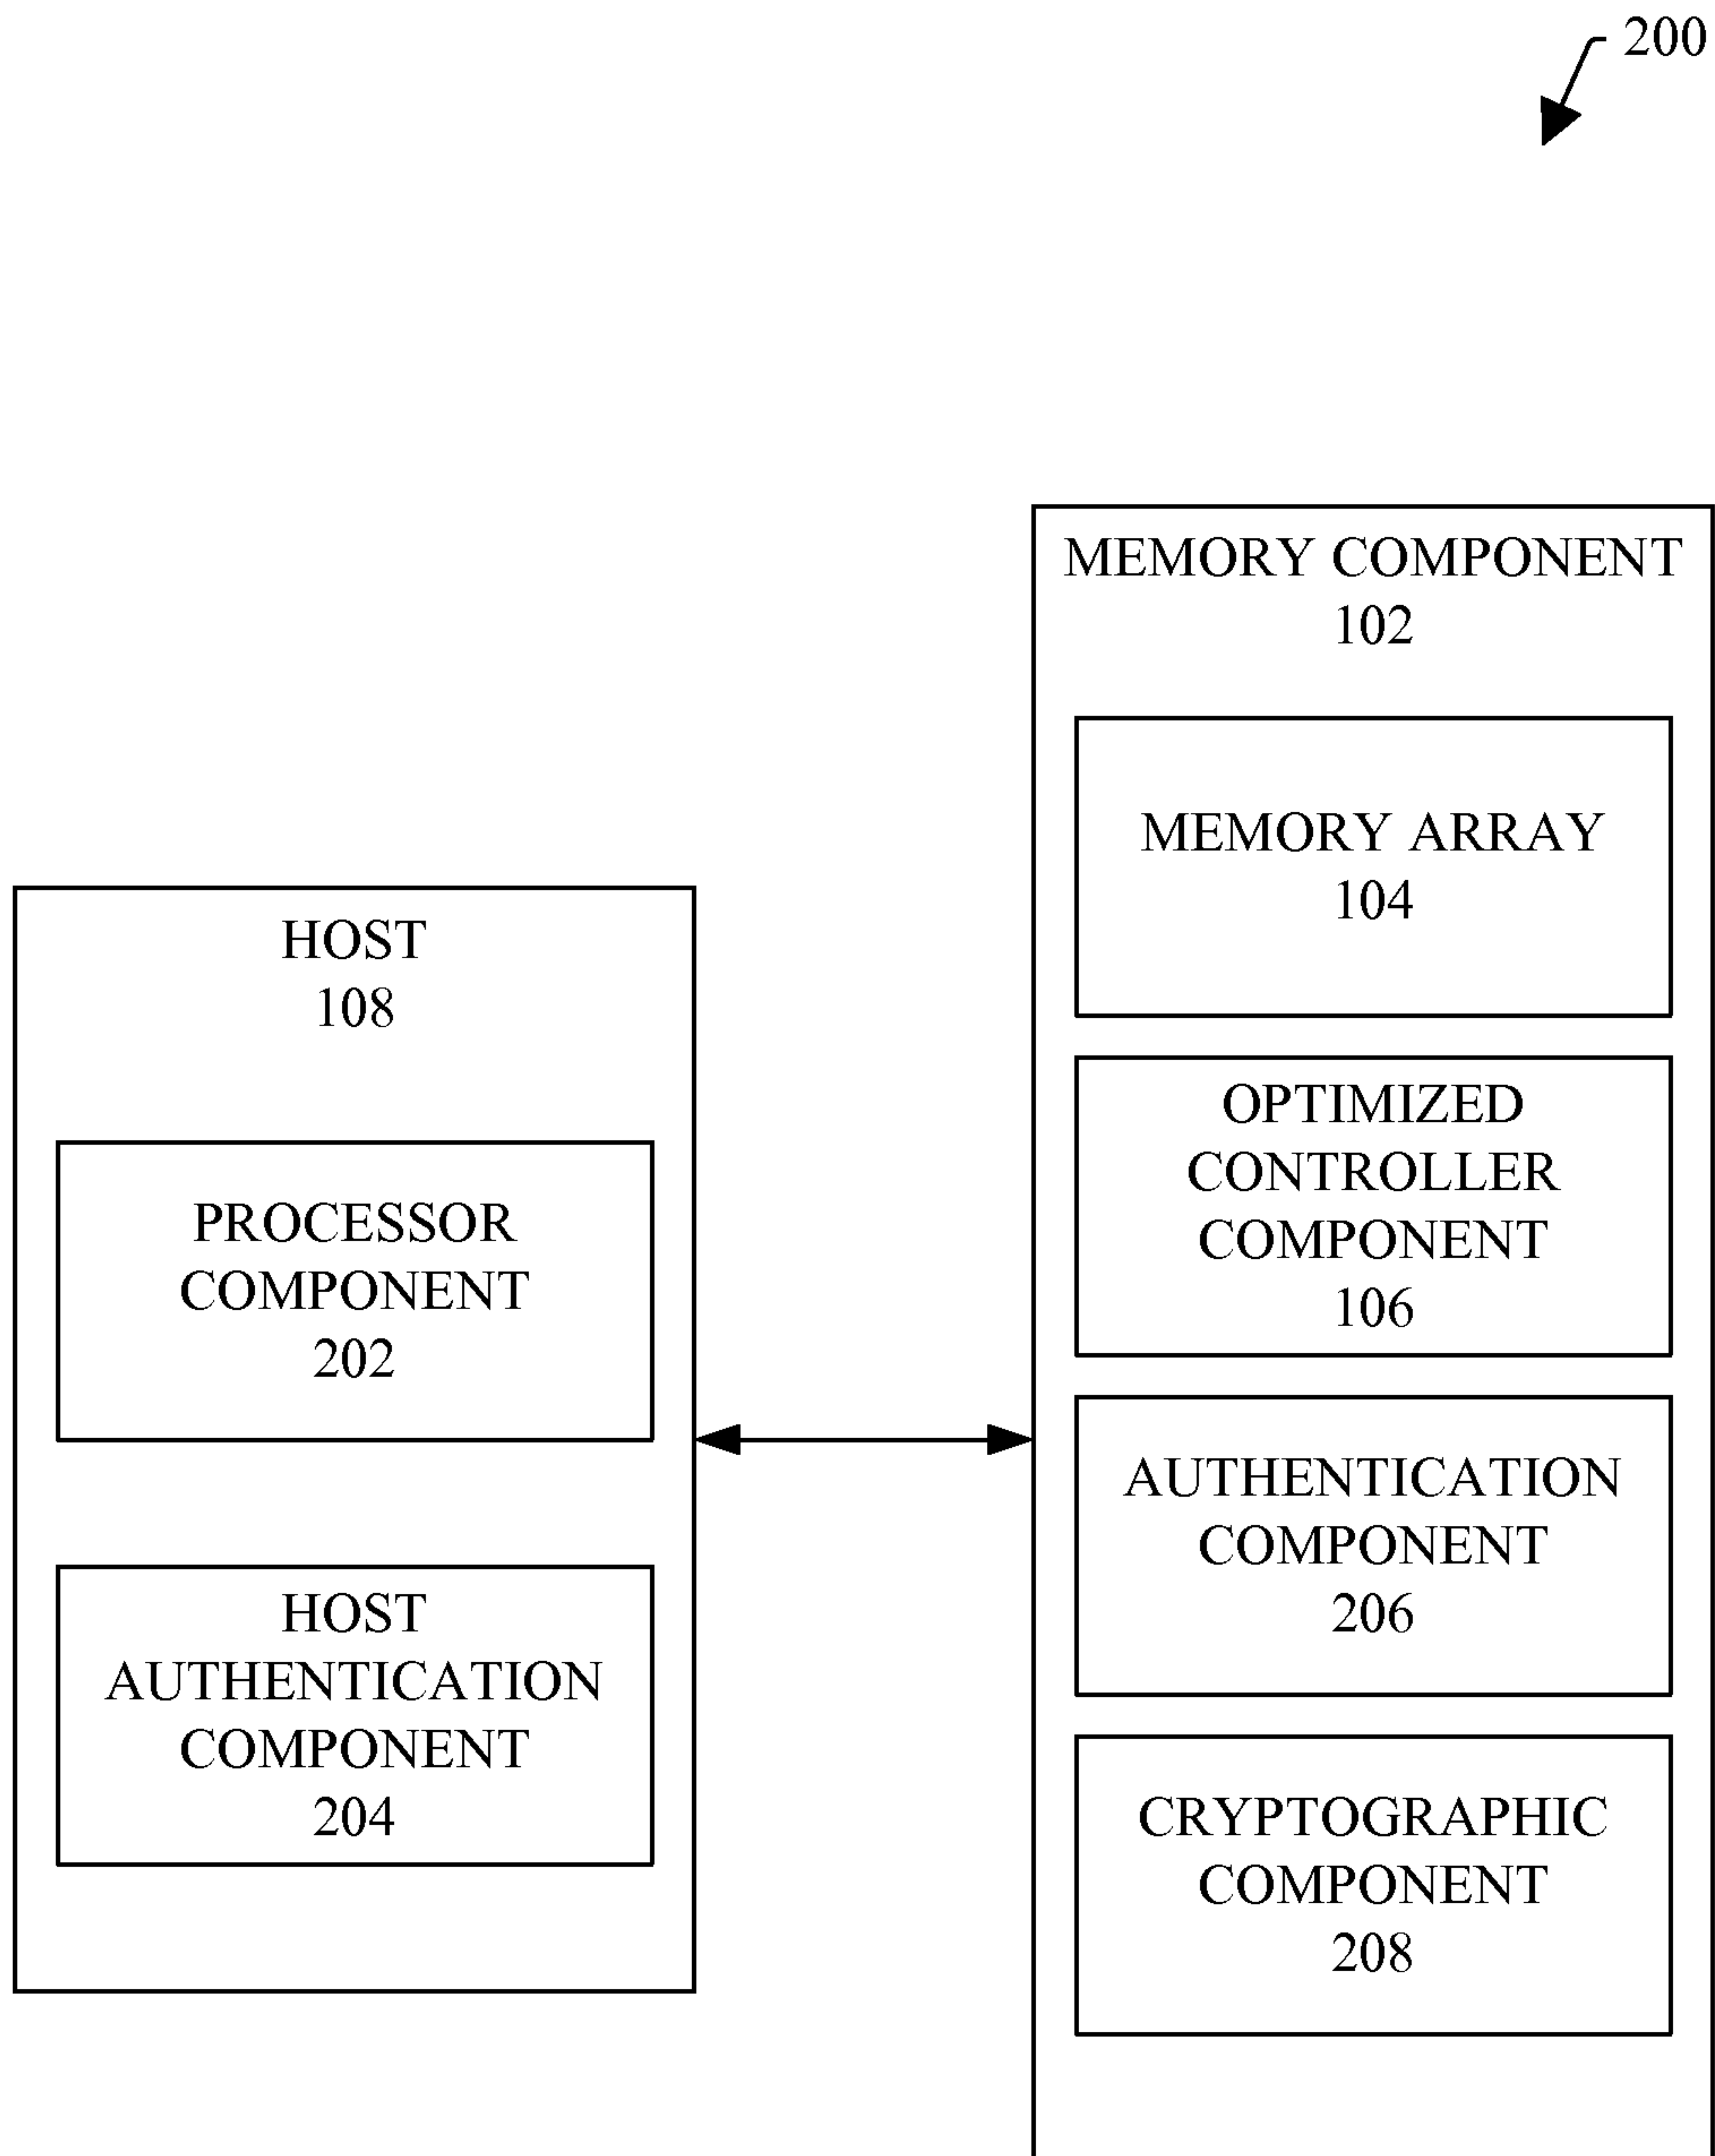 200
MEMORY COMPONENT
102
MEMORY ARRAY
104
OPTIMIZED
CONTROLLER
COMPONENT
106
AUTHENTICATION
COMPONENT
206
CRYPTOGRAPHIC
COMPONENT
208
HOST
108
PROCESSOR
COMPONENT
202
HOST
AUTHENTICATION
COMPONENT
204